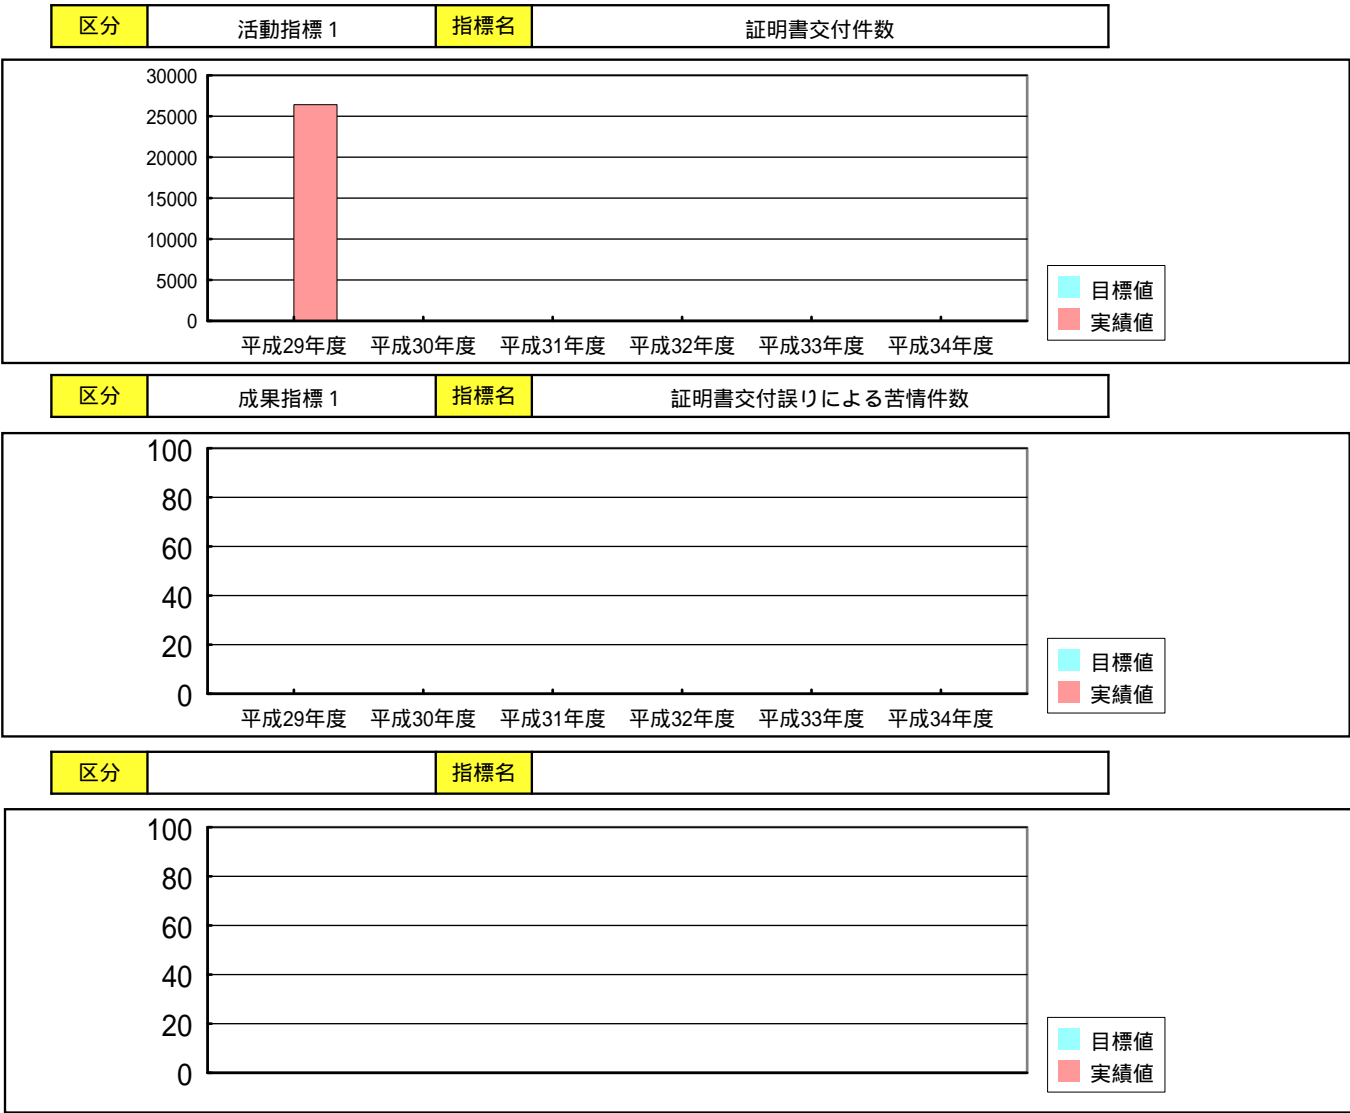 区分 活動指標1 指標名 証明書交付件数
30000
25000
20000
15000
10000
5000
0
平成29年度 平成30年度 平成31年度 平成32年度 平成33年度 平成34年度
目標値
実績値
区分 成果指標1 指標名 証明書交付誤りによる苦情件数
100
80
60
40
20
0
平成29年度 平成30年度 平成31年度 平成32年度 平成33年度 平成34年度
目標値
実績値
区分 指標名
100
80
60
40
20
0
目標値
実績値